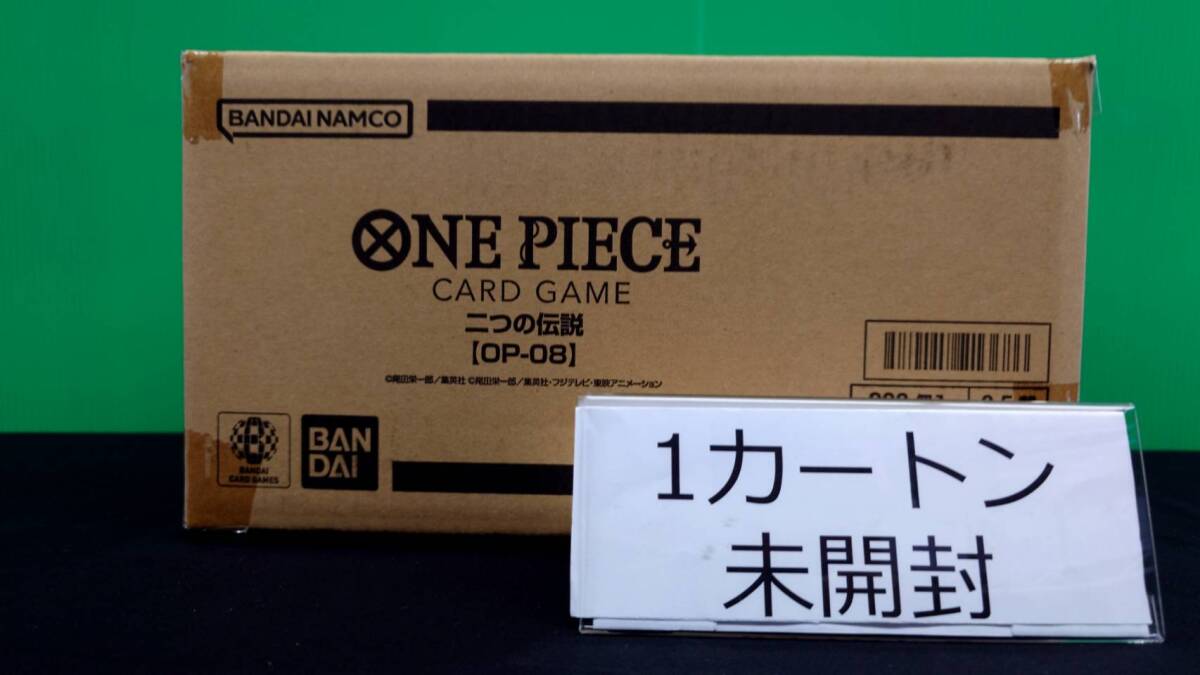 BANDAI NAMCO
ONE PIECE
CARD GAME
二つの伝説
【OP-08】
©尾田栄一郎／集英社 ©尾田栄一郎／集英社・フジテレビ・東映アニメーション
BANDAI
CARD GAMES
BAN
DAI
1カートン
未開封